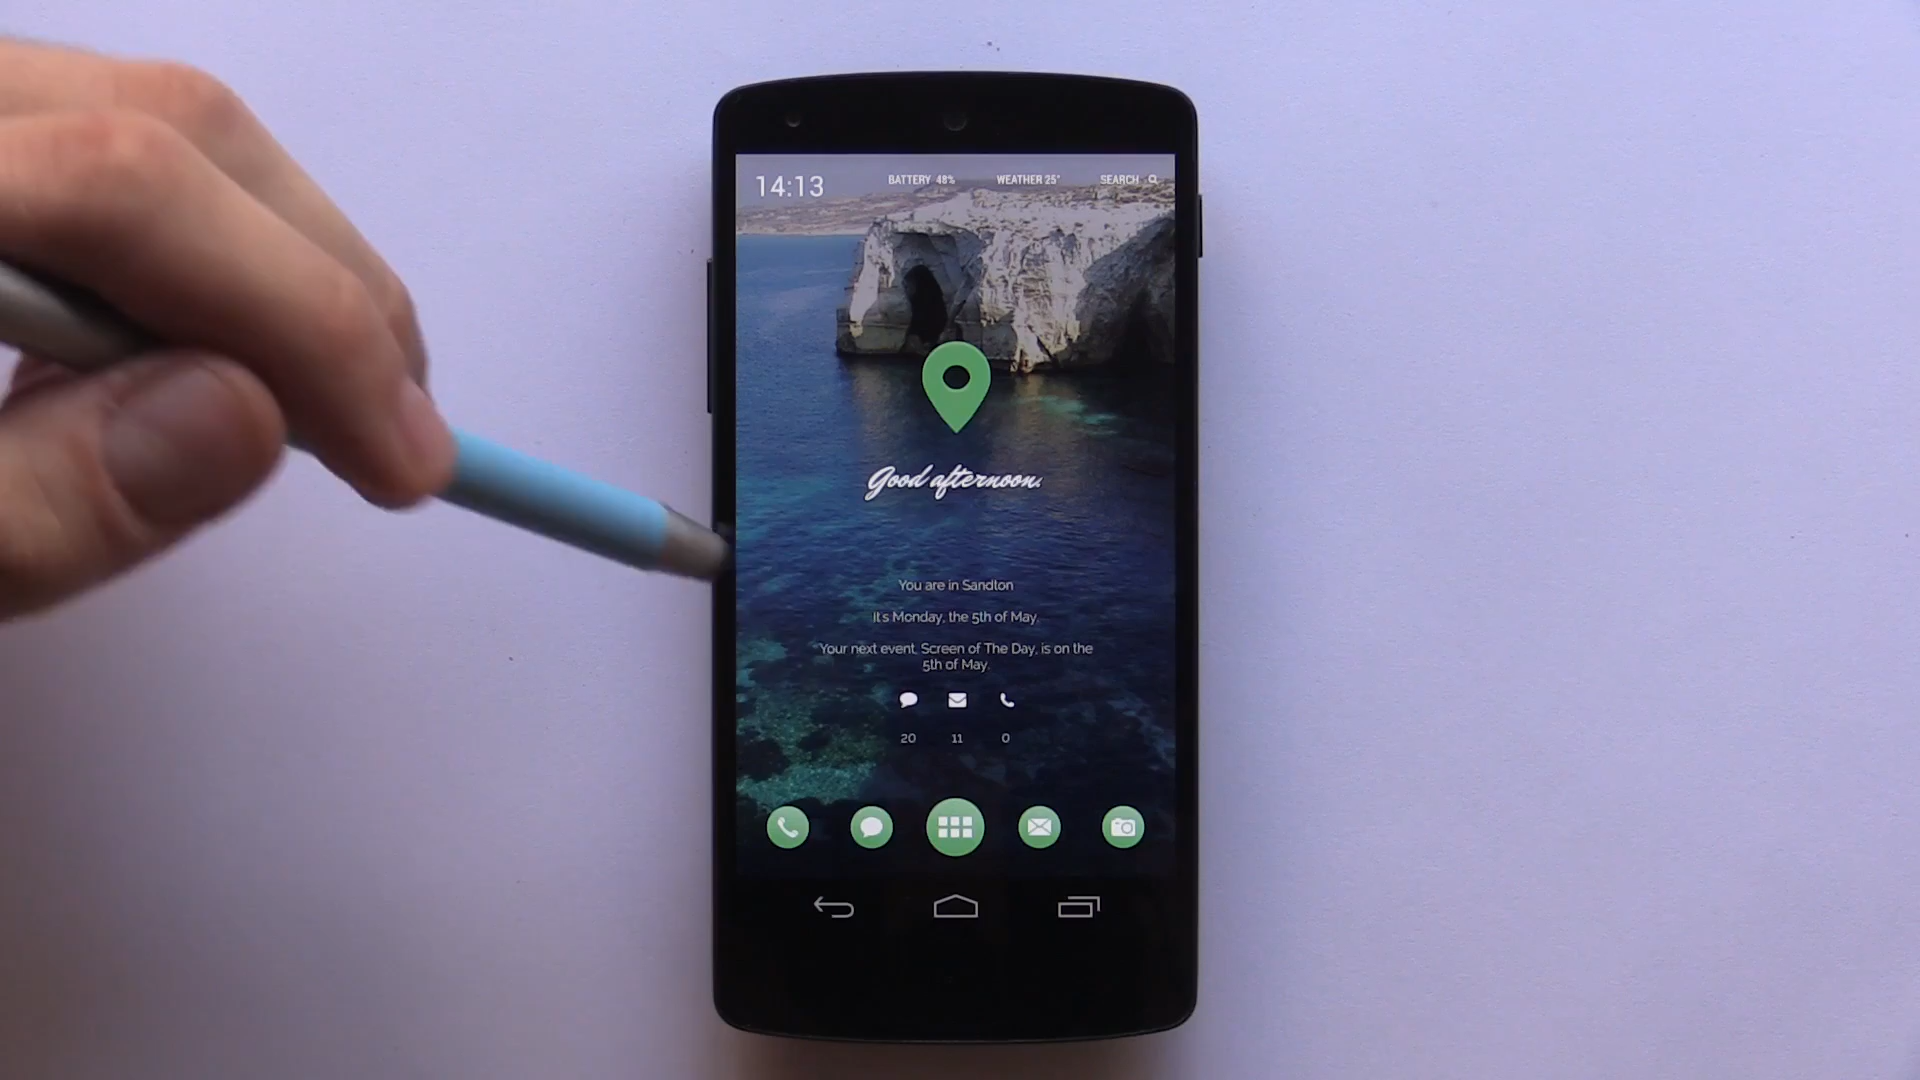 14:13
BATTERY 48%
WEATHER 25°
SEARCH
Good afternoon.
You are in Sandton
It's Monday, the 5th of May.
Your next event, Screen of The Day, is on the
5th of May.
20 11 0